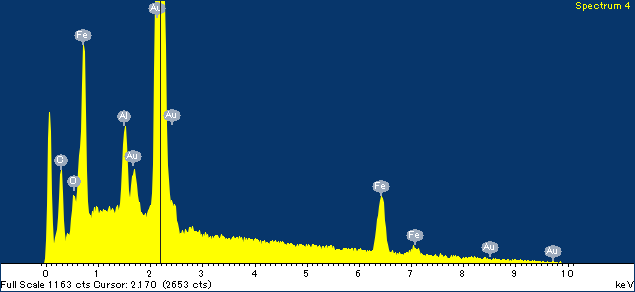 Spectrum 4
Au
Fe
Au
Al
Au
C
O
Fe
Fe
Au
Au
0 1 2 3 4 5 6 7 8 9 10
Full Scale 1163 cts Cursor: 2.170 (2653 cts) keV